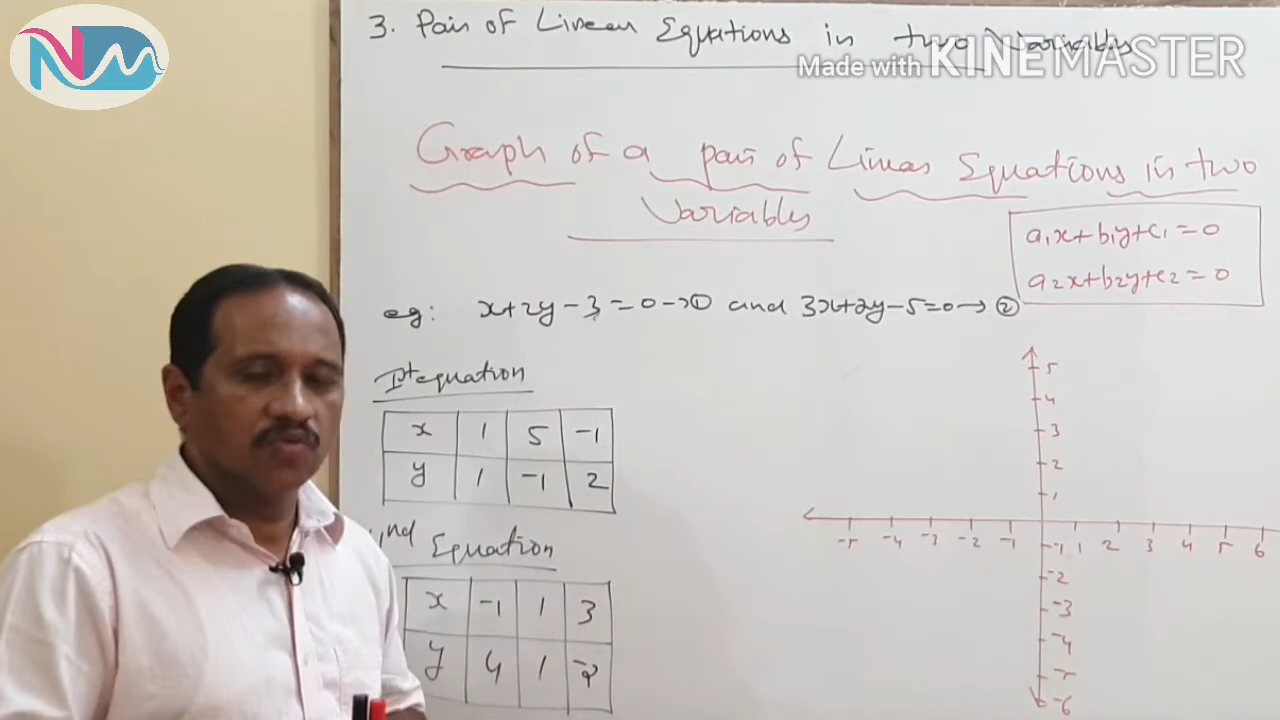 NM
3. Pair of Linear Equations in two Variables
Made with KINEMASTER
Graph of a pair of Linear Equations in two
Variables
a₁x+b₁y+c₁=0
a₂x+b₂y+c₂=0
eg: x+2y-3=0→① and 3x+2y-5=0→②
Ist equation
x 1 5 -1
y 1 -1 2
nd Equation
x -1 1 3
y 4 1 -2
5
4
3
2
1
-5 -4 -3 -2 -1 1 2 3 4 5 6
-1
-2
-3
-4
-5
-6